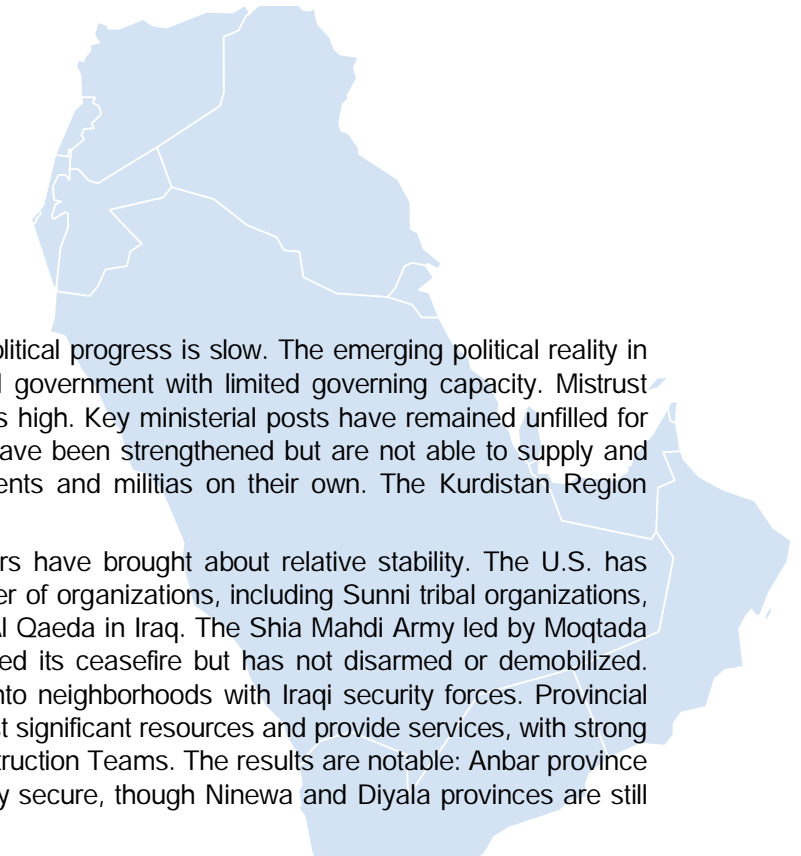 litical progress is slow. The emerging political reality in
government with limited governing capacity. Mistrust
s high. Key ministerial posts have remained unfilled for
ave been strengthened but are not able to supply and
ents and militias on their own. The Kurdistan Region
rs have brought about relative stability. The U.S. has
er of organizations, including Sunni tribal organizations,
Al Qaeda in Iraq. The Shia Mahdi Army led by Moqtada
ed its ceasefire but has not disarmed or demobilized.
nto neighborhoods with Iraqi security forces. Provincial
st significant resources and provide services, with strong
truction Teams. The results are notable: Anbar province
y secure, though Ninewa and Diyala provinces are still